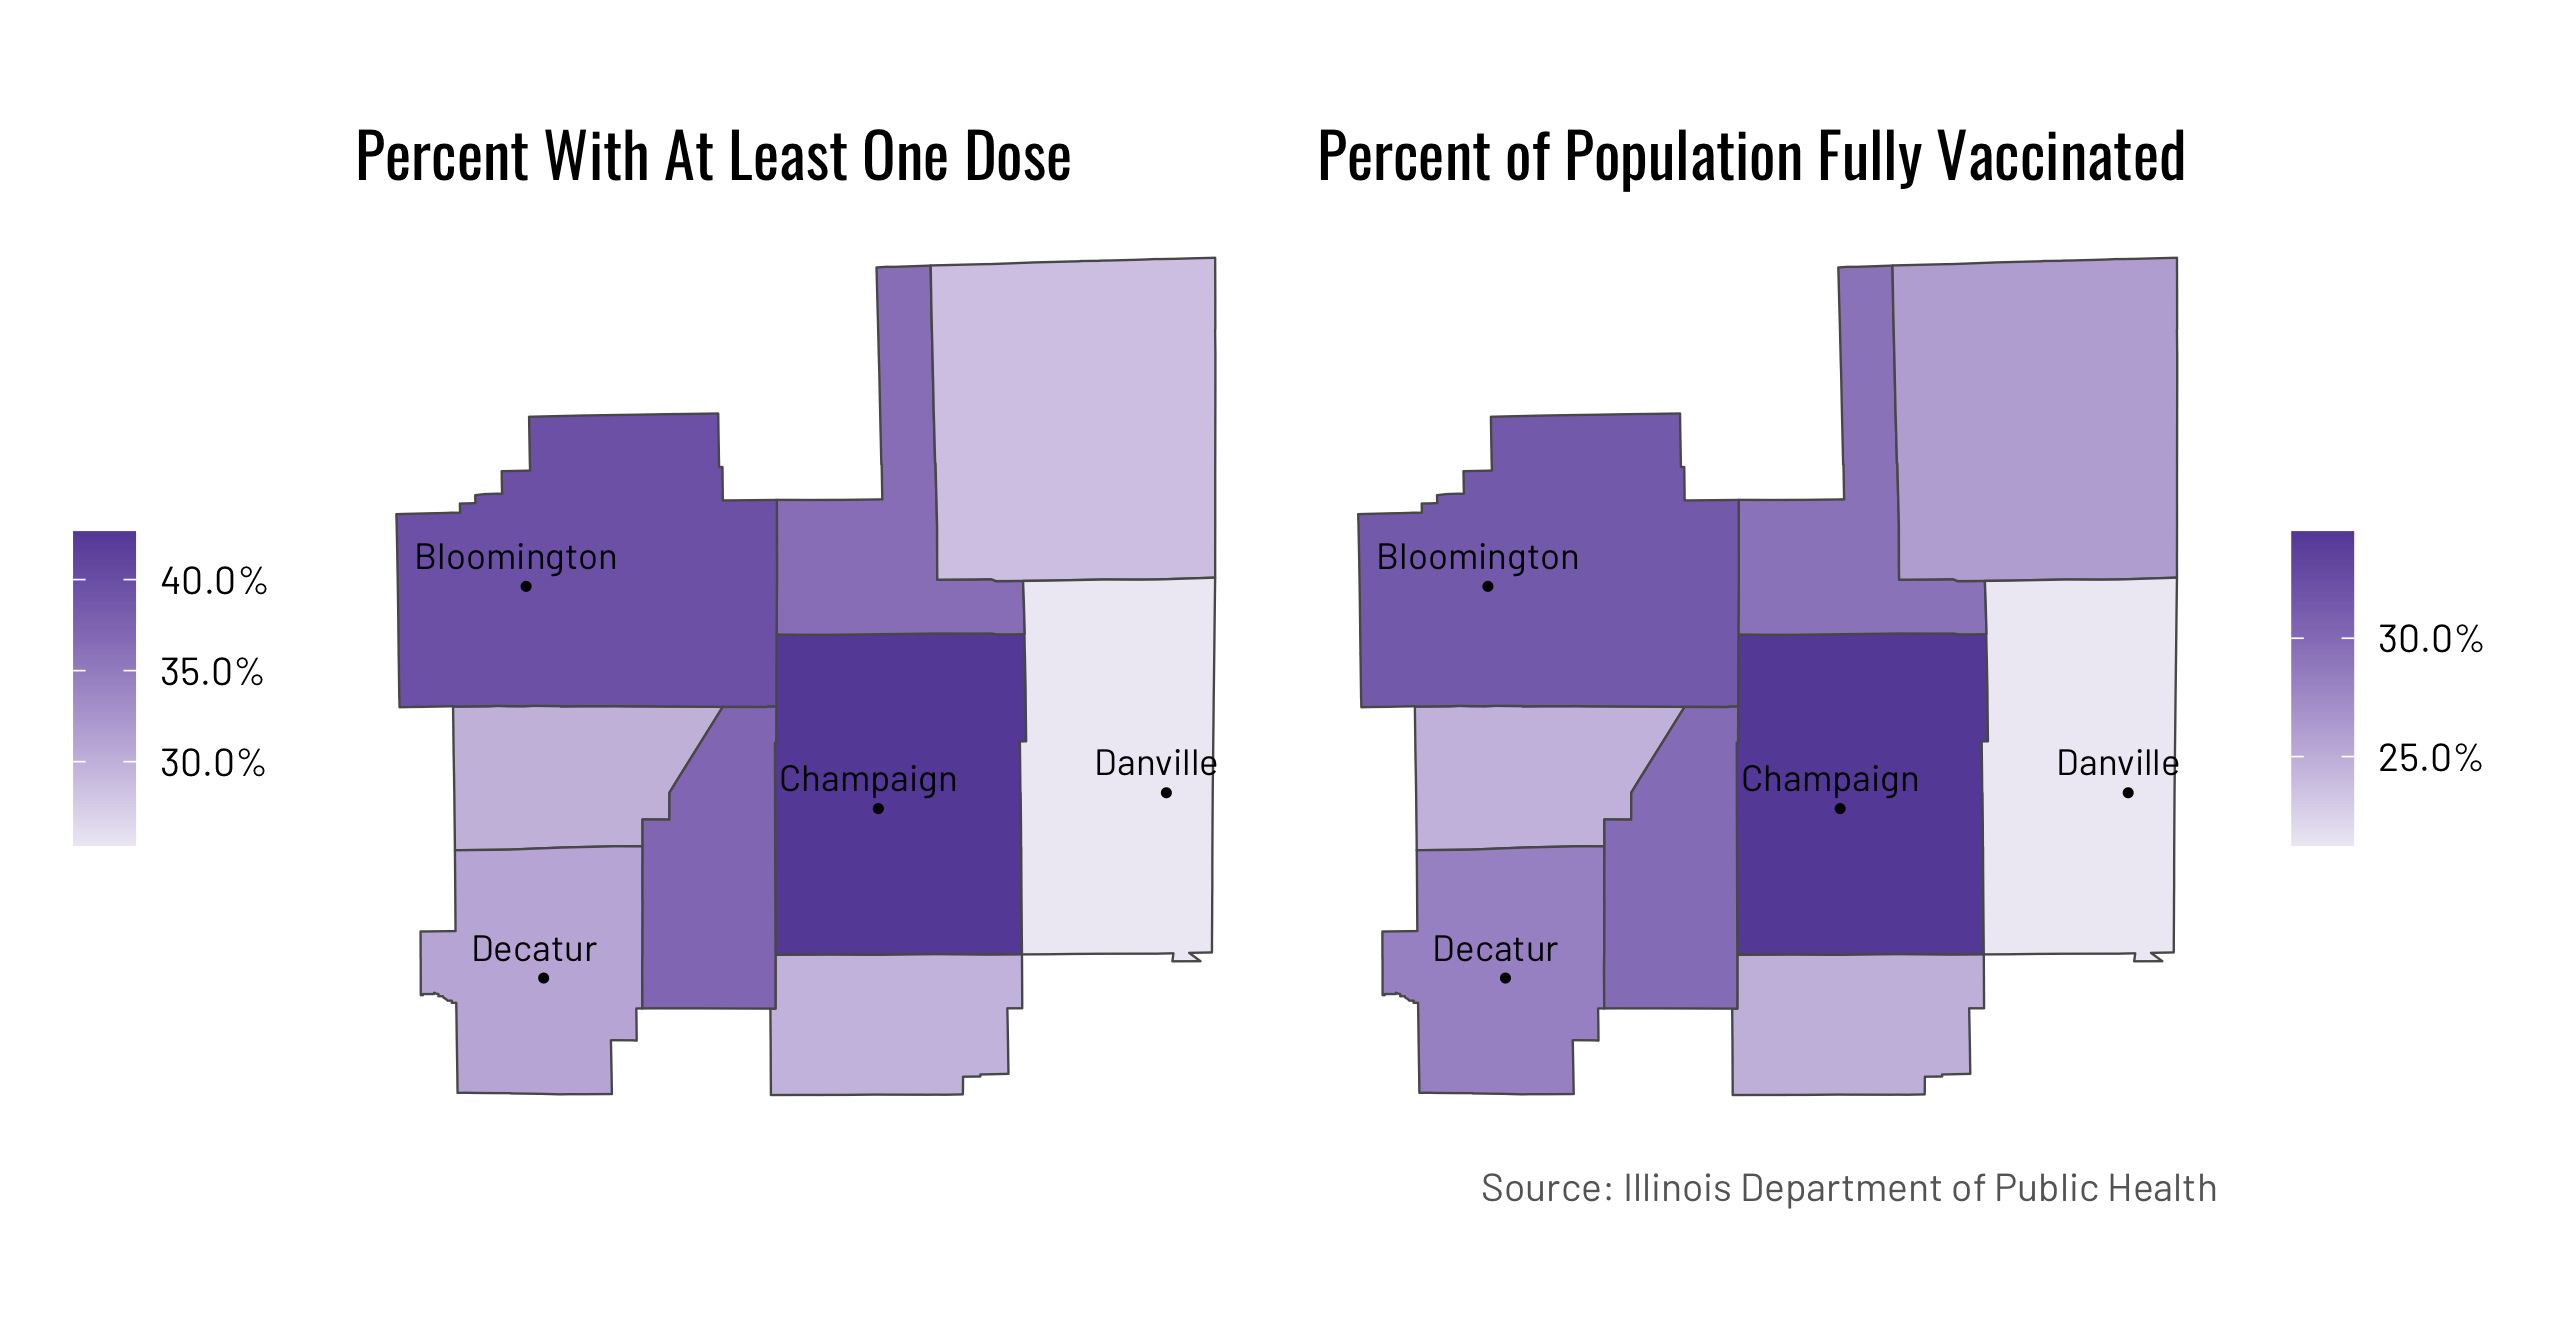 Percent With At Least One Dose
Percent of Population Fully Vaccinated
Bloomington
Bloomington
40.0%
35.0%
30.0%
30.0%
25.0%
Champaign
Danville
Champaign
Danville
Decatur
Decatur
Source: Illinois Department of Public Health